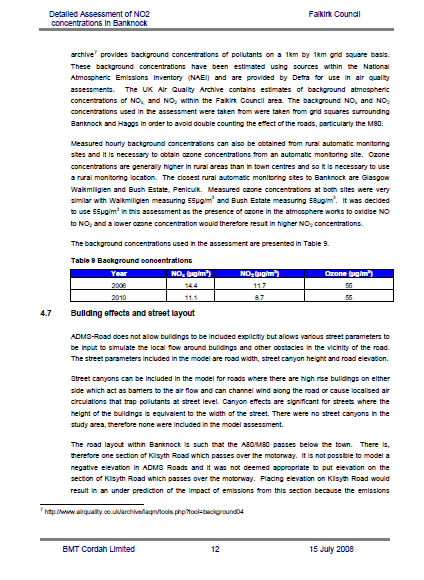 Detailed Assessment of NO2 Falkirk Council
concentrations in Banknock
archive7 provides background concentrations of pollutants on a 1km by 1km grid square basis.
These background concentrations have been estimated using sources within the National
Atmospheric Emissions Inventory (NAEI) and are provided by Defra for use in air quality
assessments. The UK Air Quality Archive contains estimates of background atmospheric
concentrations of NOx and NO2 within the Falkirk Council area. The background NOx and NO2
concentrations used in the assessment were taken from were taken from grid squares surrounding
Banknock and Haggs in order to avoid double counting the effect of the roads, particularly the M80.
Measured hourly background concentrations can also be obtained from rural automatic monitoring
sites and it is necessary to obtain ozone concentrations from an automatic monitoring site. Ozone
concentrations are generally higher in rural areas than in town centres and so it is necessary to use
a rural monitoring location. The closest rural automatic monitoring sites to Banknock are Glasgow
Waulkmillglen and Bush Estate, Penicuik. Measured ozone concentrations at both sites were very
similar with Walkmillglen measuring 55µg/m3 and Bush Estate measuring 58µg/m3. It was decided
to use 55µg/m3 in this assessment as the presence of ozone in the atmosphere works to oxidise NO
to NO2 and a lower ozone concentration would therefore result in higher NO2 concentrations.
The background concentrations used in the assessment are presented in Table 9.
Table 9 Background concentrations
Year NOx (µg/m3) NO2 (µg/m3) Ozone (µg/m3)
2006 14.4 11.7 55
2010 11.1 8.7 55
4.7 Building effects and street layout
ADMS-Road does not allow buildings to be included explicitly but allows various street parameters to
be input to simulate the local flow around buildings and other obstacles in the vicinity of the road.
The street parameters included in the model are road width, street canyon height and road elevation.
Street canyons can be included in the model for roads where there are high rise buildings on either
side which act as barriers to the air flow and can channel wind along the road or cause localised air
circulations that trap pollutants at street level. Canyon effects are significant for streets where the
height of the buildings is equivalent to the width of the street. There were no street canyons in the
study area, therefore none were included in the model assessment.
The road layout within Banknock is such that the A80/M80 passes below the town. There is,
therefore one section of Kilsyth Road which passes over the motorway. It is not possible to model a
negative elevation in ADMS Roads and it was not deemed appropriate to put elevation on the
section of Kilsyth Road which passes over the motorway. Placing elevation on Kilsyth Road would
result in an under prediction of the impact of emissions from this section because the emissions
7 http://www.airquality.co.uk/archive/laqm/tools.php?tool=background04
BMT Cordah Limited 12 15 July 2008